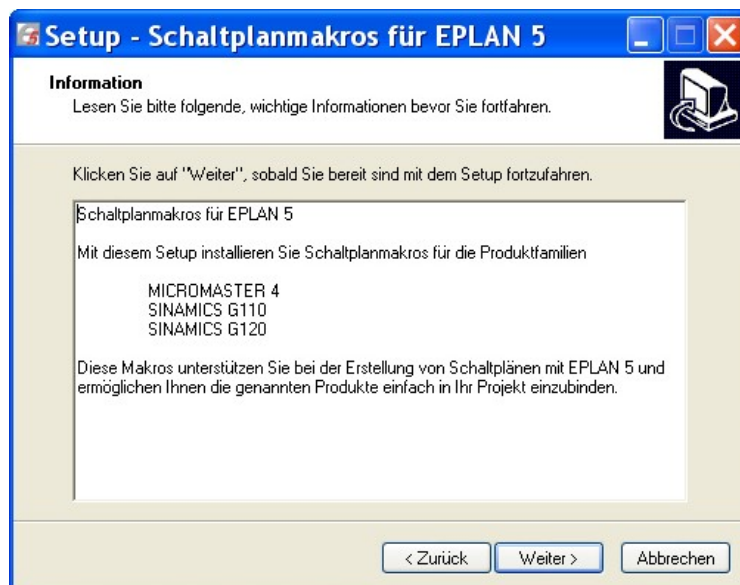 Setup - Schaltplanmakros für EPLAN 5
Information
Lesen Sie bitte folgende, wichtige Informationen bevor Sie fortfahren.
Klicken Sie auf "Weiter", sobald Sie bereit sind mit dem Setup fortzufahren.
Schaltplanmakros für EPLAN 5
Mit diesem Setup installieren Sie Schaltplanmakros für die Produktfamilien
MICROMASTER 4
SINAMICS G110
SINAMICS G120
Diese Makros unterstützen Sie bei der Erstellung von Schaltplänen mit EPLAN 5 und
ermöglichen Ihnen die genannten Produkte einfach in Ihr Projekt einzubinden.
< Zurück Weiter > Abbrechen